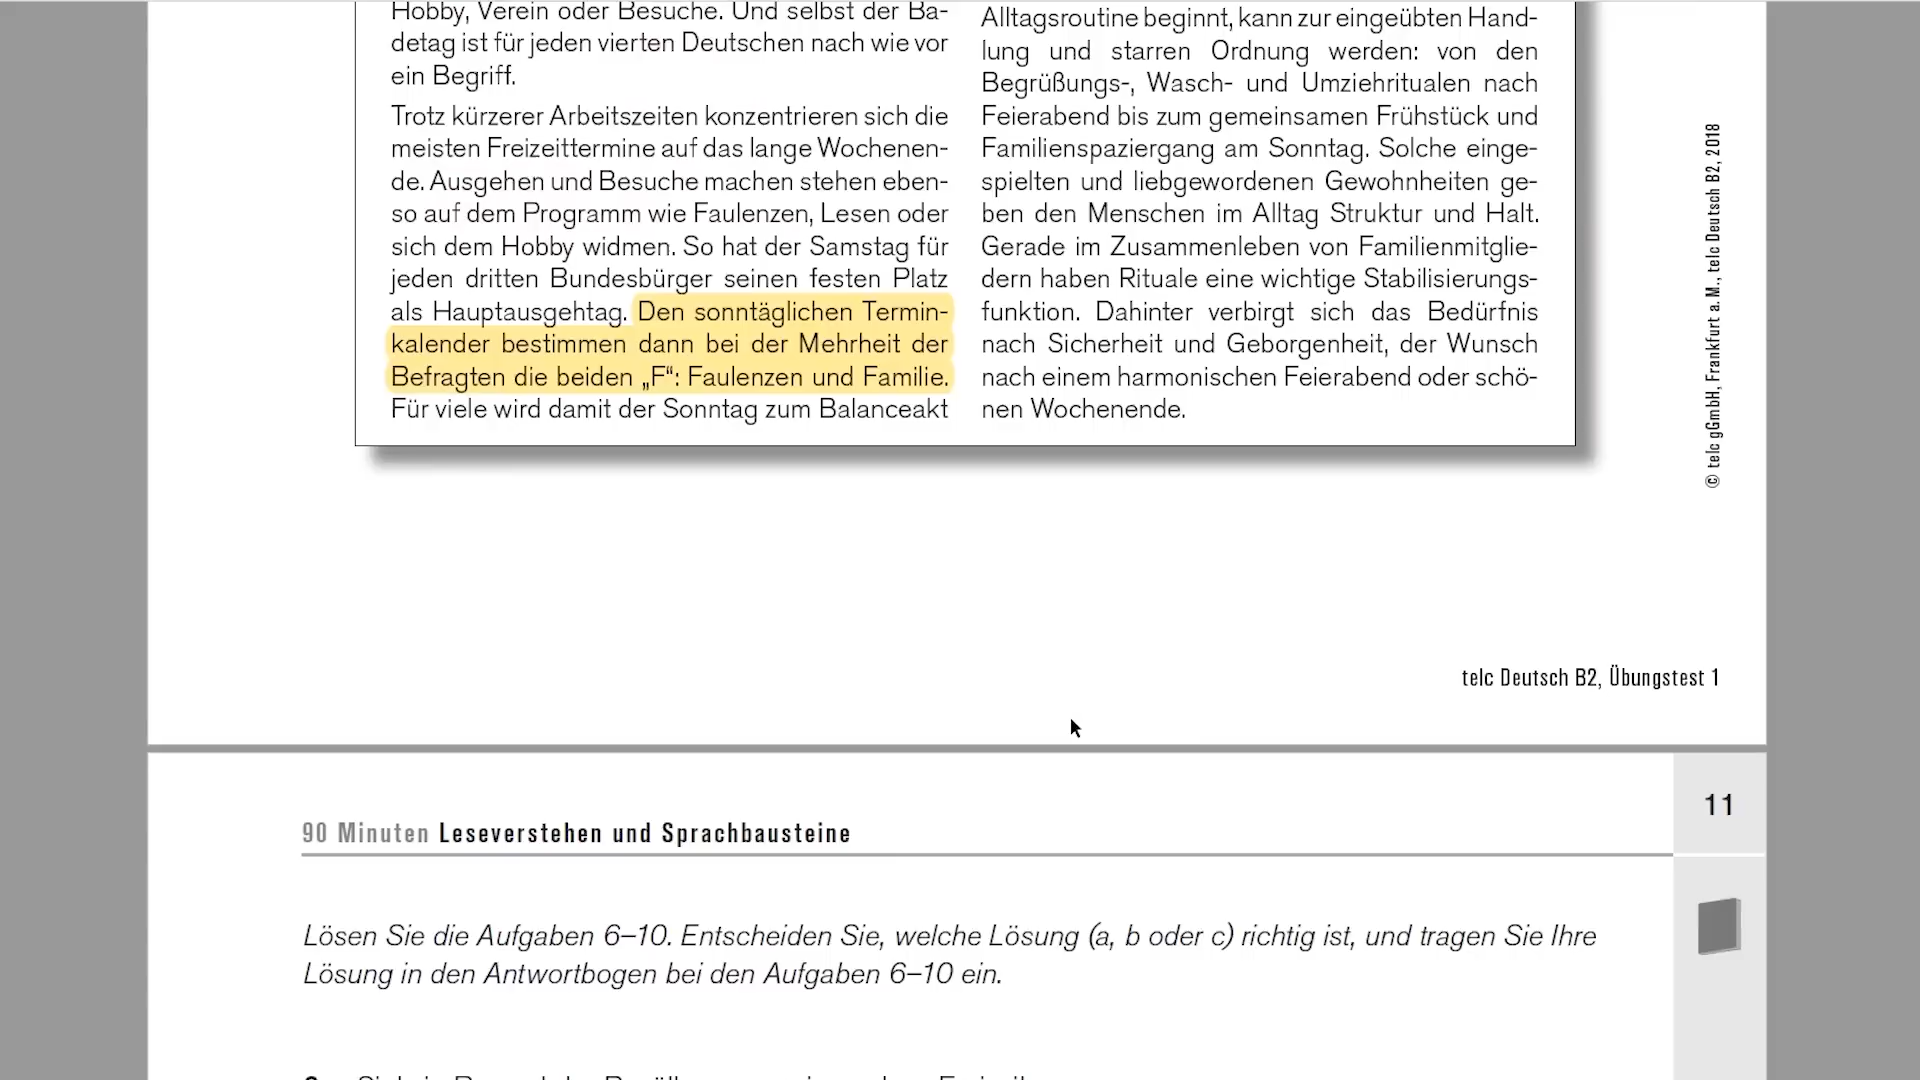 Hobby, Verein oder Besuche. Und selbst der Ba-
detag ist für jeden vierten Deutschen nach wie vor
ein Begriff.
Trotz kürzerer Arbeitszeiten konzentrieren sich die
meisten Freizeittermine auf das lange Wochenen-
de. Ausgehen und Besuche machen stehen eben-
so auf dem Programm wie Faulenzen, Lesen oder
sich dem Hobby widmen. So hat der Samstag für
jeden dritten Bundesbürger seinen festen Platz
als Hauptausgehtag. Den sonntäglichen Termin-
kalender bestimmen dann bei der Mehrheit der
Befragten die beiden „F“: Faulenzen und Familie.
Für viele wird damit der Sonntag zum Balanceakt
Alltagsroutine beginnt, kann zur eingeübten Hand-
lung und starren Ordnung werden: von den
Begrüßungs-, Wasch- und Umziehritualen nach
Feierabend bis zum gemeinsamen Frühstück und
Familienspaziergang am Sonntag. Solche einge-
spielten und liebgewordenen Gewohnheiten ge-
ben den Menschen im Alltag Struktur und Halt.
Gerade im Zusammenleben von Familienmitglie-
dern haben Rituale eine wichtige Stabilisierungs-
funktion. Dahinter verbirgt sich das Bedürfnis
nach Sicherheit und Geborgenheit, der Wunsch
nach einem harmonischen Feierabend oder schö-
nen Wochenende.
© telc gGmbH, Frankfurt a. M., telc Deutsch B2, 2018
telc Deutsch B2, Übungstest 1
11
90 Minuten Leseverstehen und Sprachbausteine
Lösen Sie die Aufgaben 6–10. Entscheiden Sie, welche Lösung (a, b oder c) richtig ist, und tragen Sie Ihre
Lösung in den Antwortbogen bei den Aufgaben 6–10 ein.